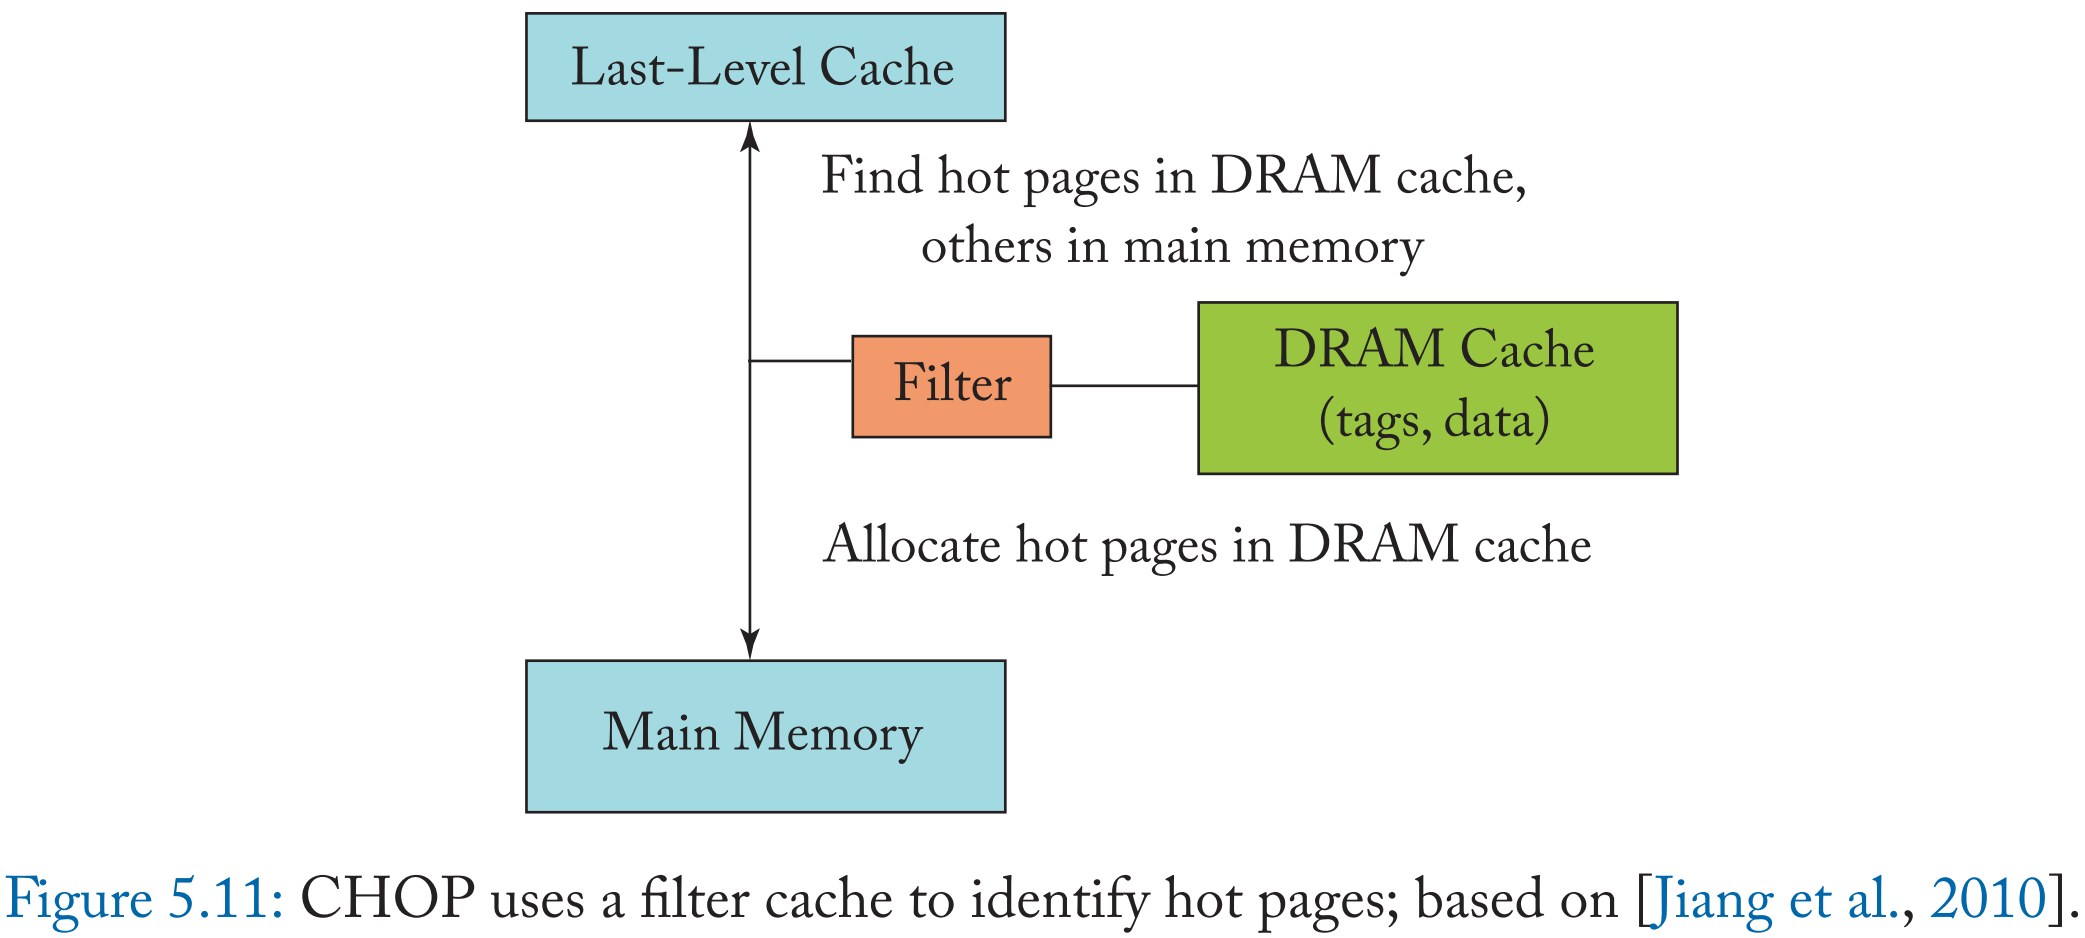 Last-Level Cache
Find hot pages in DRAM cache,
others in main memory
Filter
DRAM Cache
(tags, data)
Allocate hot pages in DRAM cache
Main Memory
Figure 5.11: CHOP uses a filter cache to identify hot pages; based on [Jiang et al., 2010].